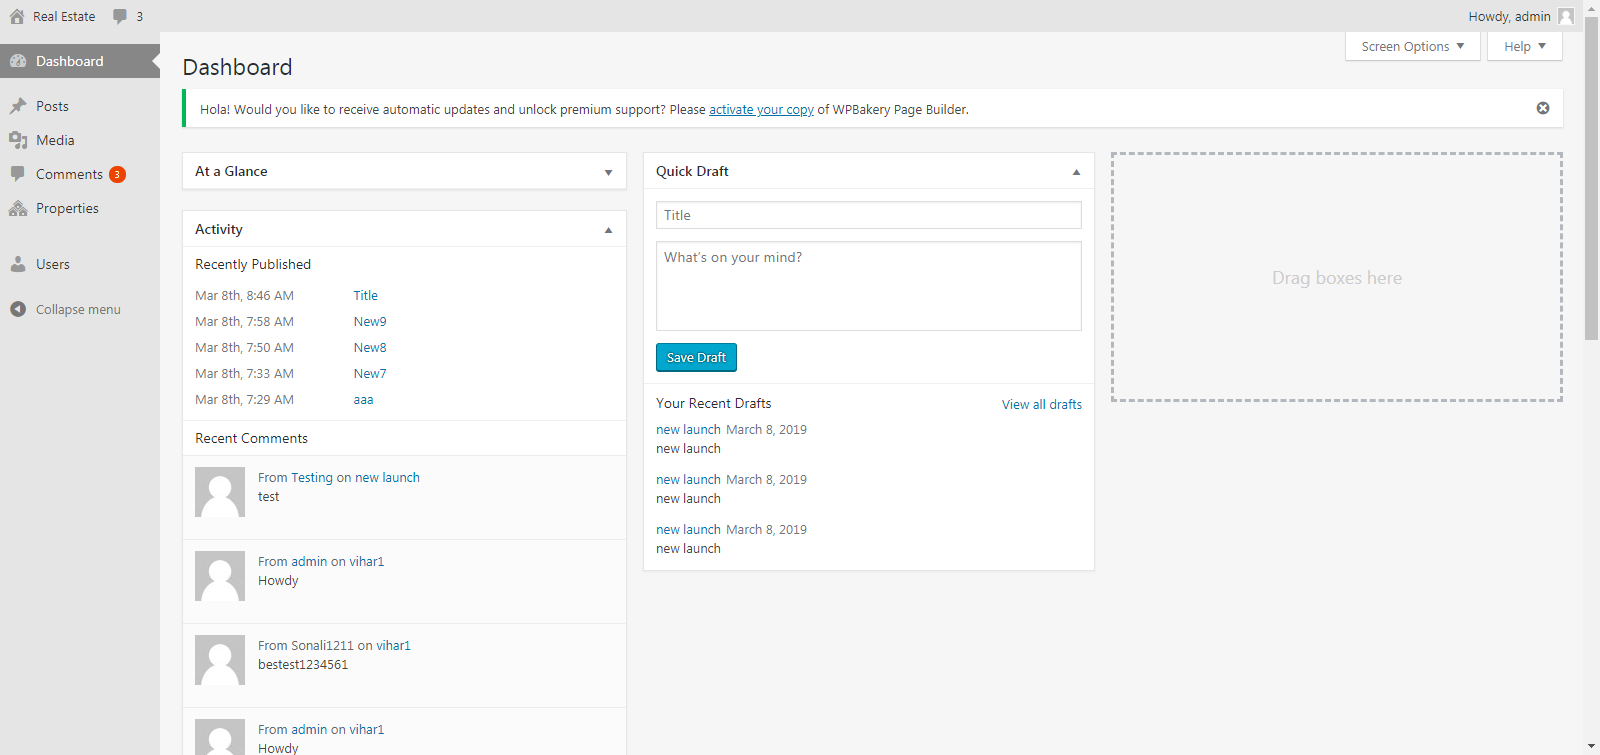 Real Estate
3
Howdy, admin
Dashboard
Posts
Media
Comments 3
Properties
Users
Collapse menu
Screen Options
Help
Dashboard
Hola! Would you like to receive automatic updates and unlock premium support? Please activate your copy of WPBakery Page Builder.
At a Glance
Activity
Recently Published
Mar 8th, 8:46 AM Title
Mar 8th, 7:58 AM New9
Mar 8th, 7:50 AM New8
Mar 8th, 7:33 AM New7
Mar 8th, 7:29 AM aaa
Recent Comments
From Testing on new launch
test
From admin on vihar1
Howdy
From Sonali1211 on vihar1
bestest1234561
From admin on vihar1
Howdy
Quick Draft
Title
What's on your mind?
Save Draft
Your Recent Drafts
View all drafts
new launch March 8, 2019
new launch
new launch March 8, 2019
new launch
new launch March 8, 2019
new launch
Drag boxes here